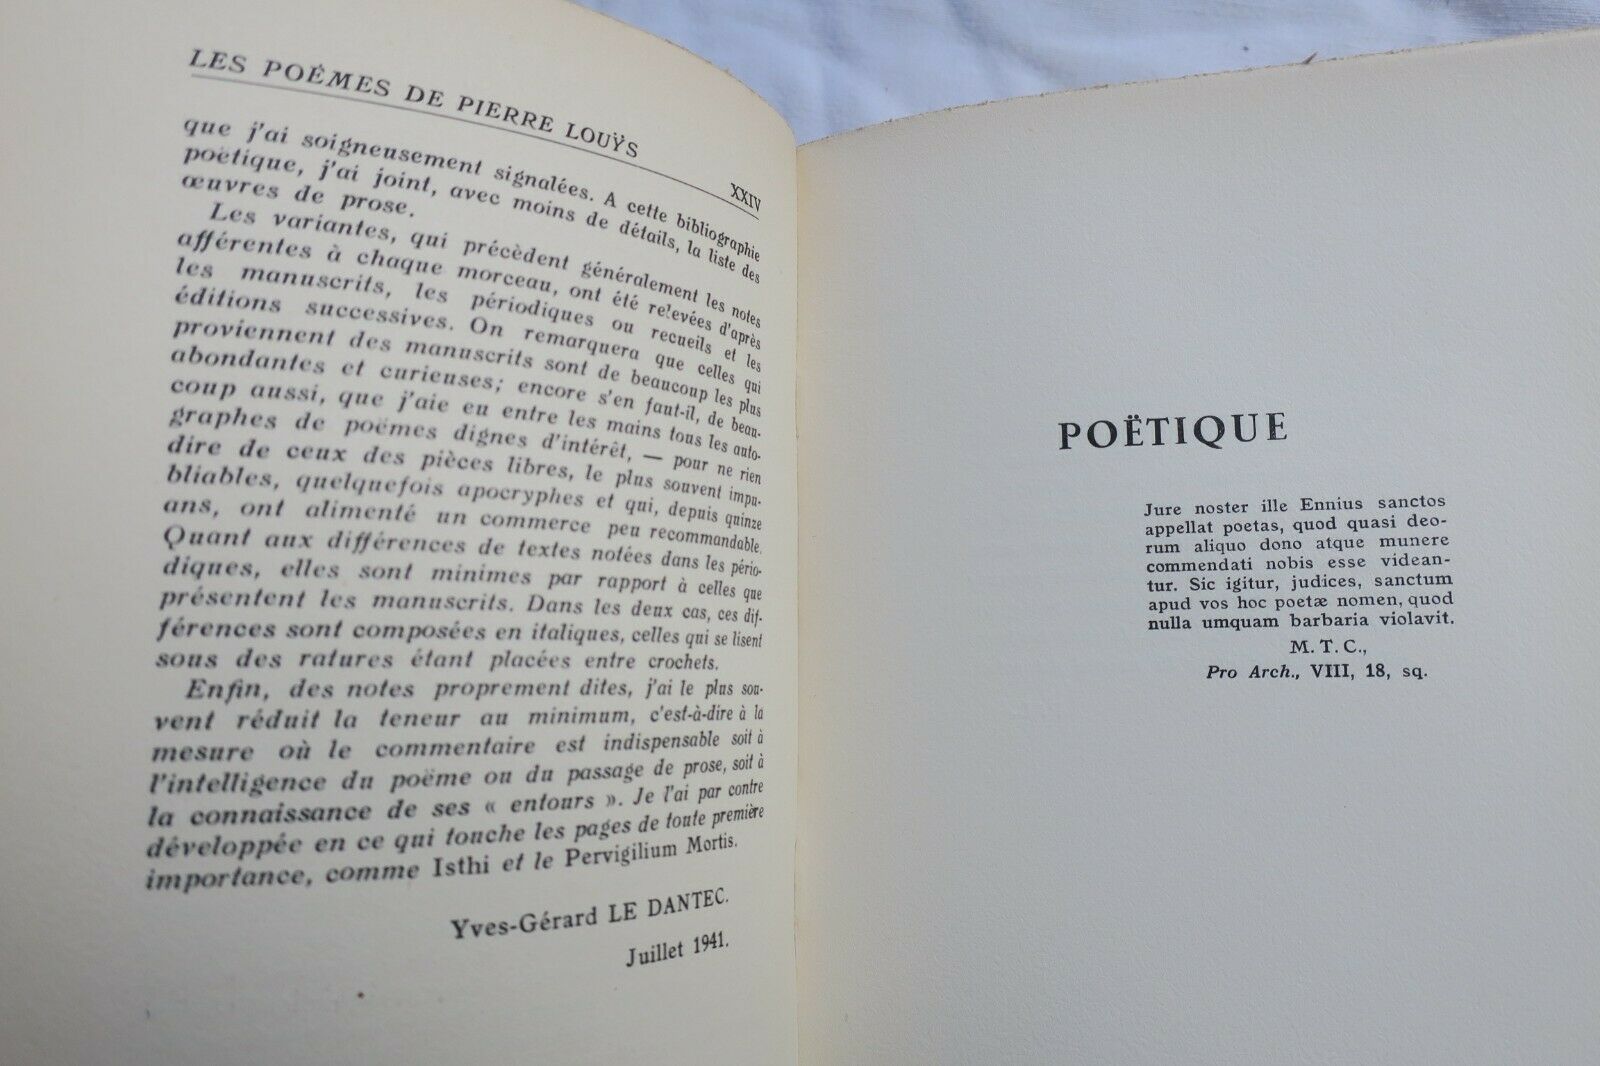 LES POÉMES DE PIERRE LOUŸS
XXIV
que j'ai soigneusement signalées. A cette bibliographie
poëtique, j'ai joint, avec moins de détails, la liste des
œuvres de prose.
Les variantes, qui précèdent généralement les notes
afférentes à chaque morceau, ont été relevées d'après
les manuscrits, les périodiques ou recueils et les
éditions successives. On remarquera que celles qui
proviennent des manuscrits sont de beaucoup les plus
abondantes et curieuses; encore s'en faut-il, de beau-
coup aussi, que j'aie eu entre les mains tous les auto-
graphes de poëmes dignes d'intérêt, — pour ne rien
dire de ceux des pièces libres, le plus souvent impu-
bliables, quelquefois apocryphes et qui, depuis quinze
ans, ont alimenté un commerce peu recommandable.
Quant aux différences de textes notées dans les pério-
diques, elles sont minimes par rapport à celles que
présentent les manuscrits. Dans les deux cas, ces dif-
férences sont composées en italiques, celles qui se lisent
sous des ratures étant placées entre crochets.
Enfin, des notes proprement dites, j'ai le plus sou-
vent réduit la teneur au minimum, c'est-à-dire à la
mesure où le commentaire est indispensable soit à
l'intelligence du poëme ou du passage de prose, soit à
la connaissance de ses « entours ». Je l'ai par contre
développée en ce qui touche les pages de toute première
importance, comme Isthi et le Pervigilium Mortis.
Yves-Gérard LE DANTEC.
Juillet 1941.
POËTIQUE
Jure noster ille Ennius sanctos
appellat poetas, quod quasi deo-
rum aliquo dono atque munere
commendati nobis esse videan-
tur. Sic igitur, judices, sanctum
apud vos hoc poetæ nomen, quod
nulla umquam barbaria violavit.
M. T. C.,
Pro Arch., VIII, 18, sq.